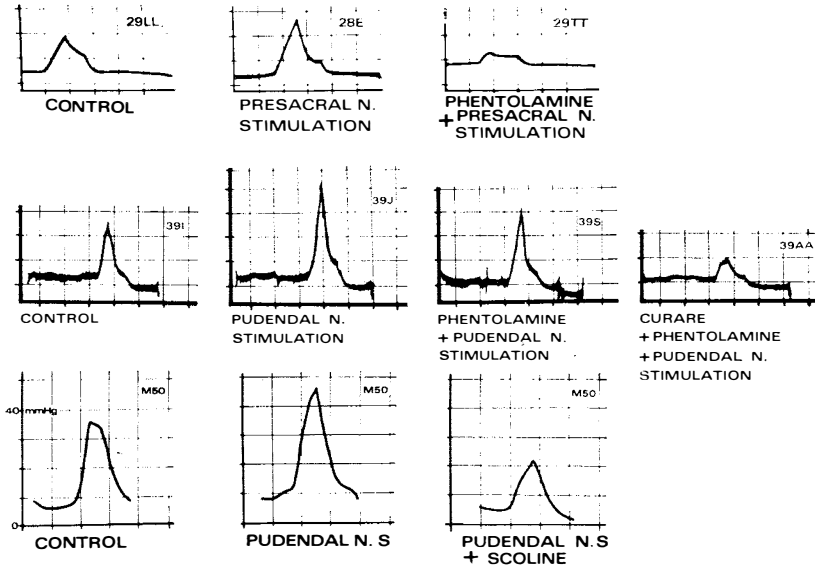 29LL
28E
29TT
CONTROL
PRESACRAL N.
STIMULATION
PHENTOLAMINE
+ PRESACRAL N.
STIMULATION
39I
39J
39S
39AA
CONTROL
PUDENDAL N.
STIMULATION
PHENTOLAMINE
+ PUDENDAL N.
STIMULATION
CURARE
+ PHENTOLAMINE
+ PUDENDAL N.
STIMULATION
M50
M50
M50
40 mmHg
0
CONTROL
PUDENDAL N. S
PUDENDAL N.S
+ SCOLINE